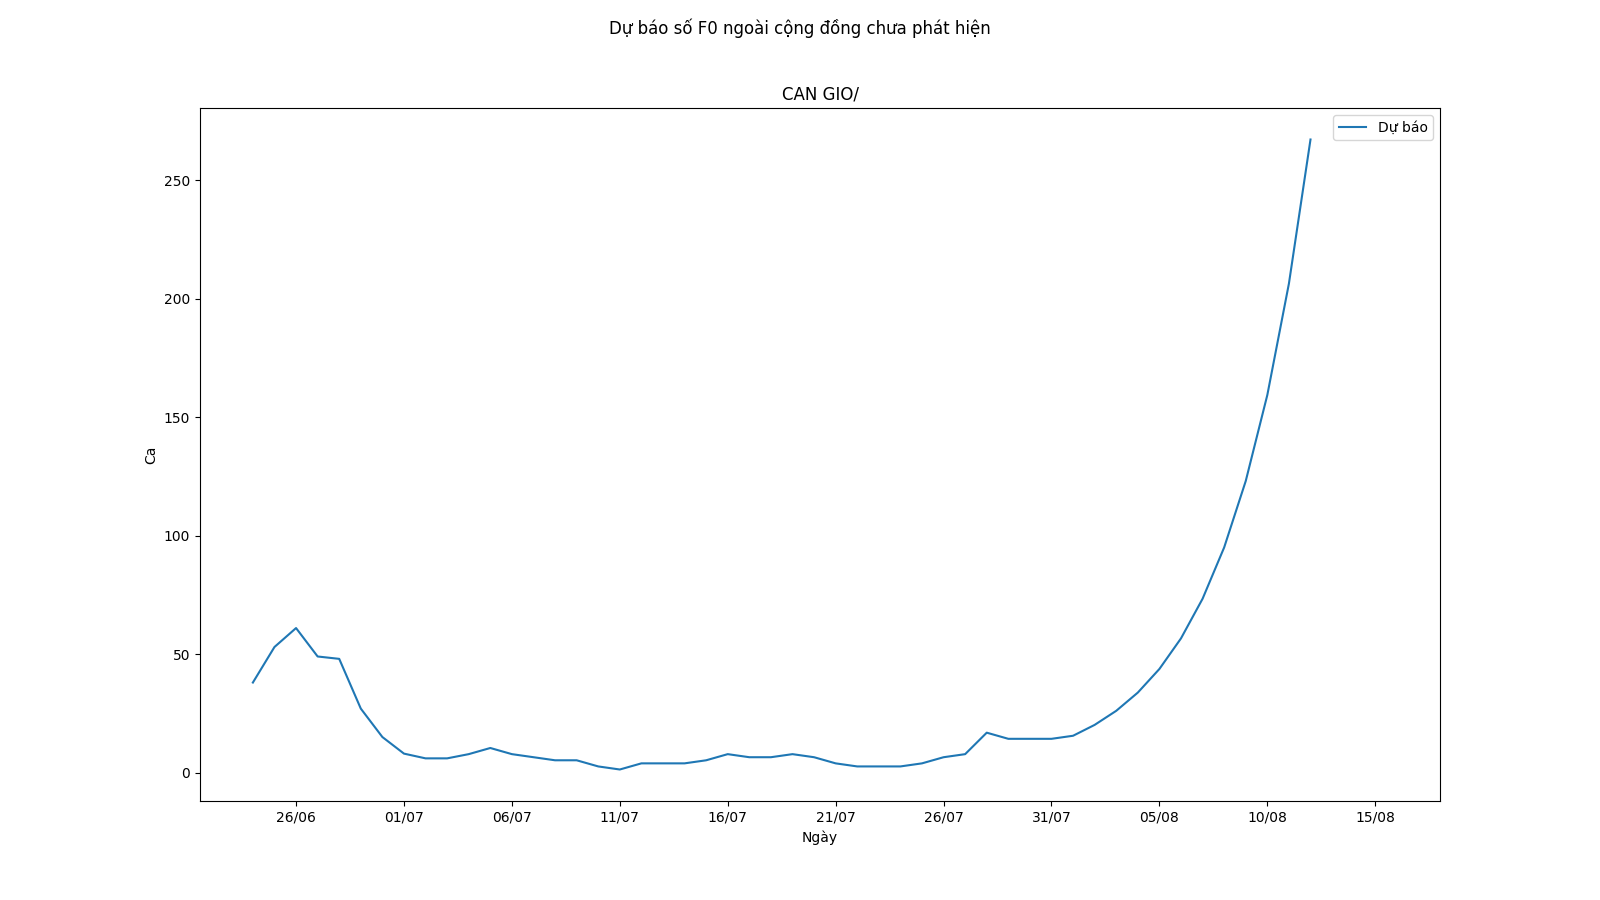 Dự báo số F0 ngoài cộng đồng chưa phát hiện
CAN GIO/
Dự báo
250
200
150
100
50
0
Ca
26/06 01/07 06/07 11/07 16/07 21/07 26/07 31/07 05/08 10/08 15/08
Ngày